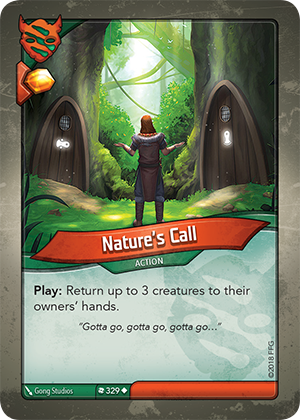 Nature's Call
ACTION
Play: Return up to 3 creatures to their
owners' hands.
"Gotta go, gotta go, gotta go…"
©2018 FFG
Gong Studios
329